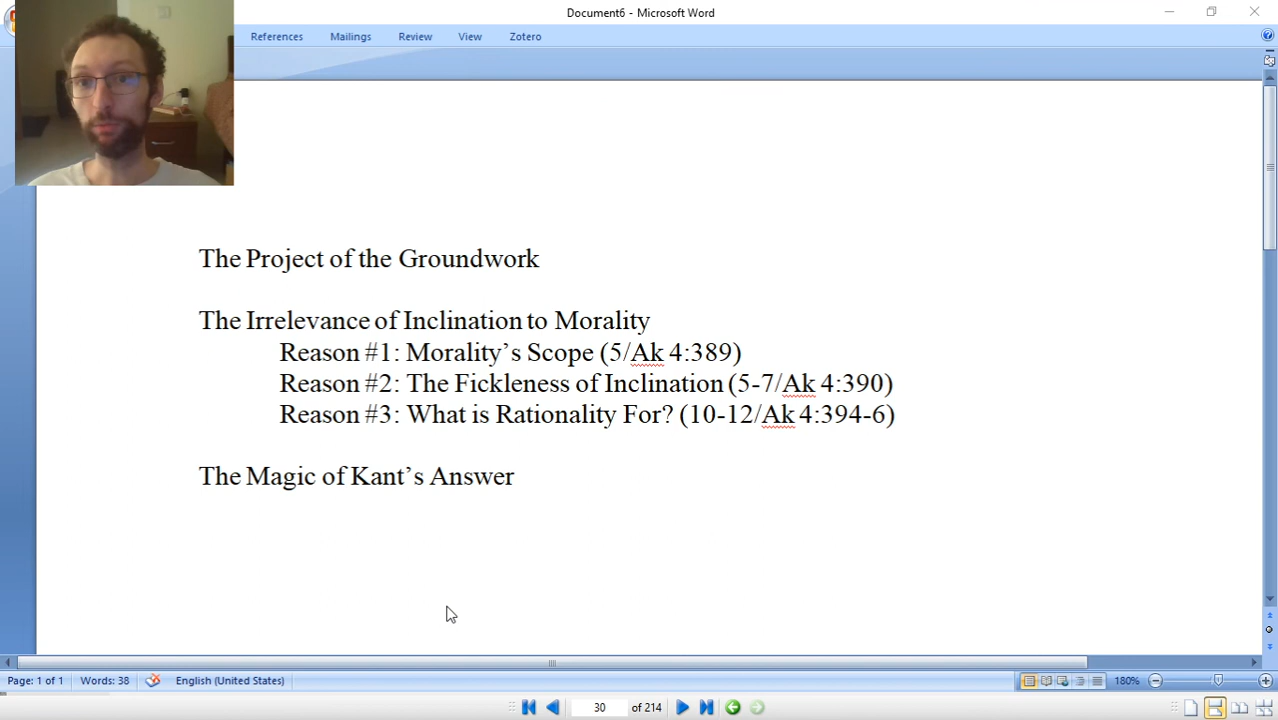 Document6 - Microsoft Word
References Mailings Review View Zotero
The Project of the Groundwork
The Irrelevance of Inclination to Morality
Reason #1: Morality’s Scope (5/Ak 4:389)
Reason #2: The Fickleness of Inclination (5-7/Ak 4:390)
Reason #3: What is Rationality For? (10-12/Ak 4:394-6)
The Magic of Kant’s Answer
Page: 1 of 1 Words: 38 English (United States) 180%
30 of 214